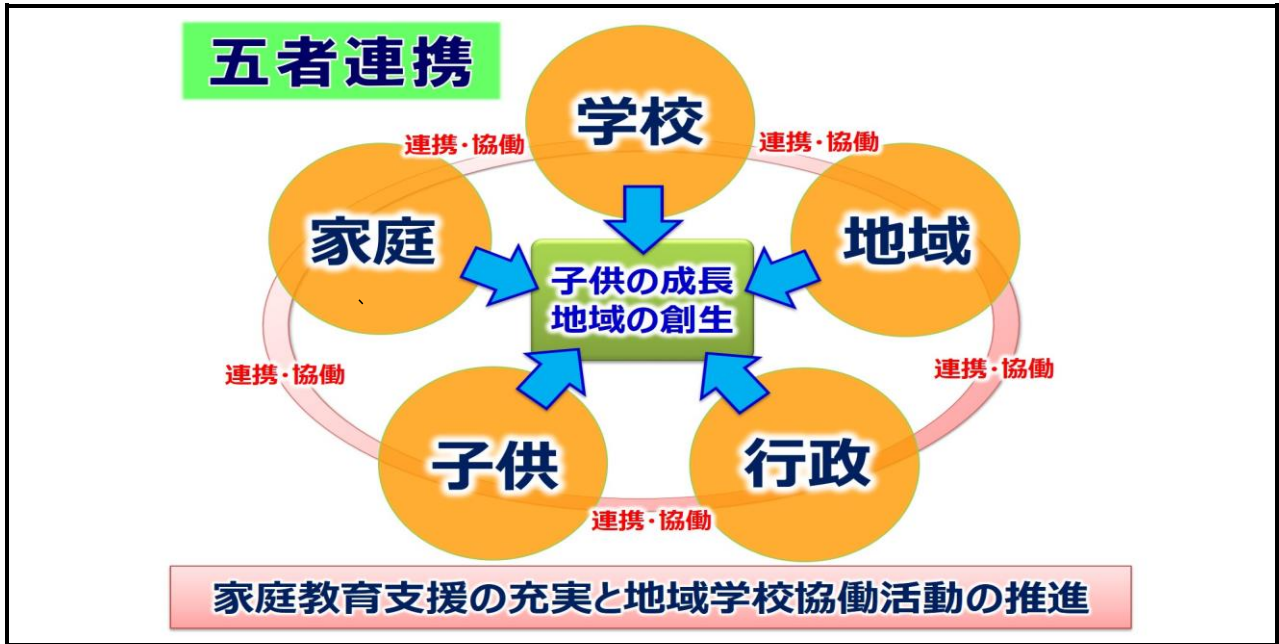 五者連携
学校
連携・協働
連携・協働
家庭
地域
、
子供の成長
地域の創生
連携・協働
連携・協働
子供
行政
連携・協働
家庭教育支援の充実と地域学校協働活動の推進